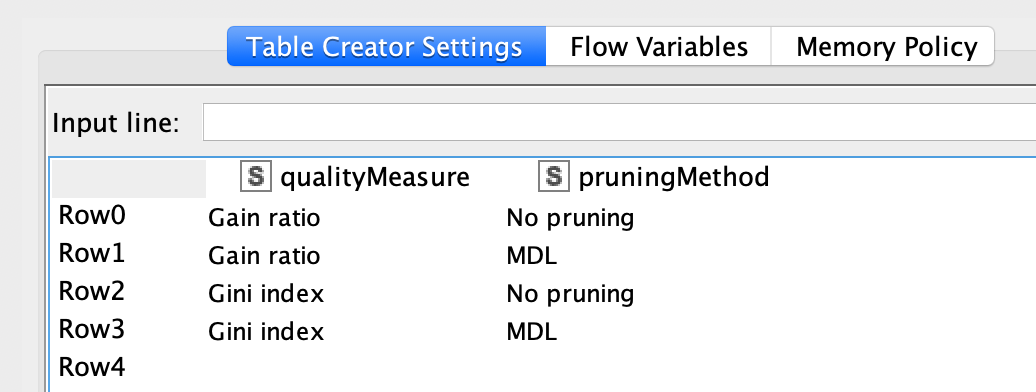 Table Creator Settings Flow Variables Memory Policy
Input line:
S qualityMeasure S pruningMethod
Row0 Gain ratio No pruning
Row1 Gain ratio MDL
Row2 Gini index No pruning
Row3 Gini index MDL
Row4